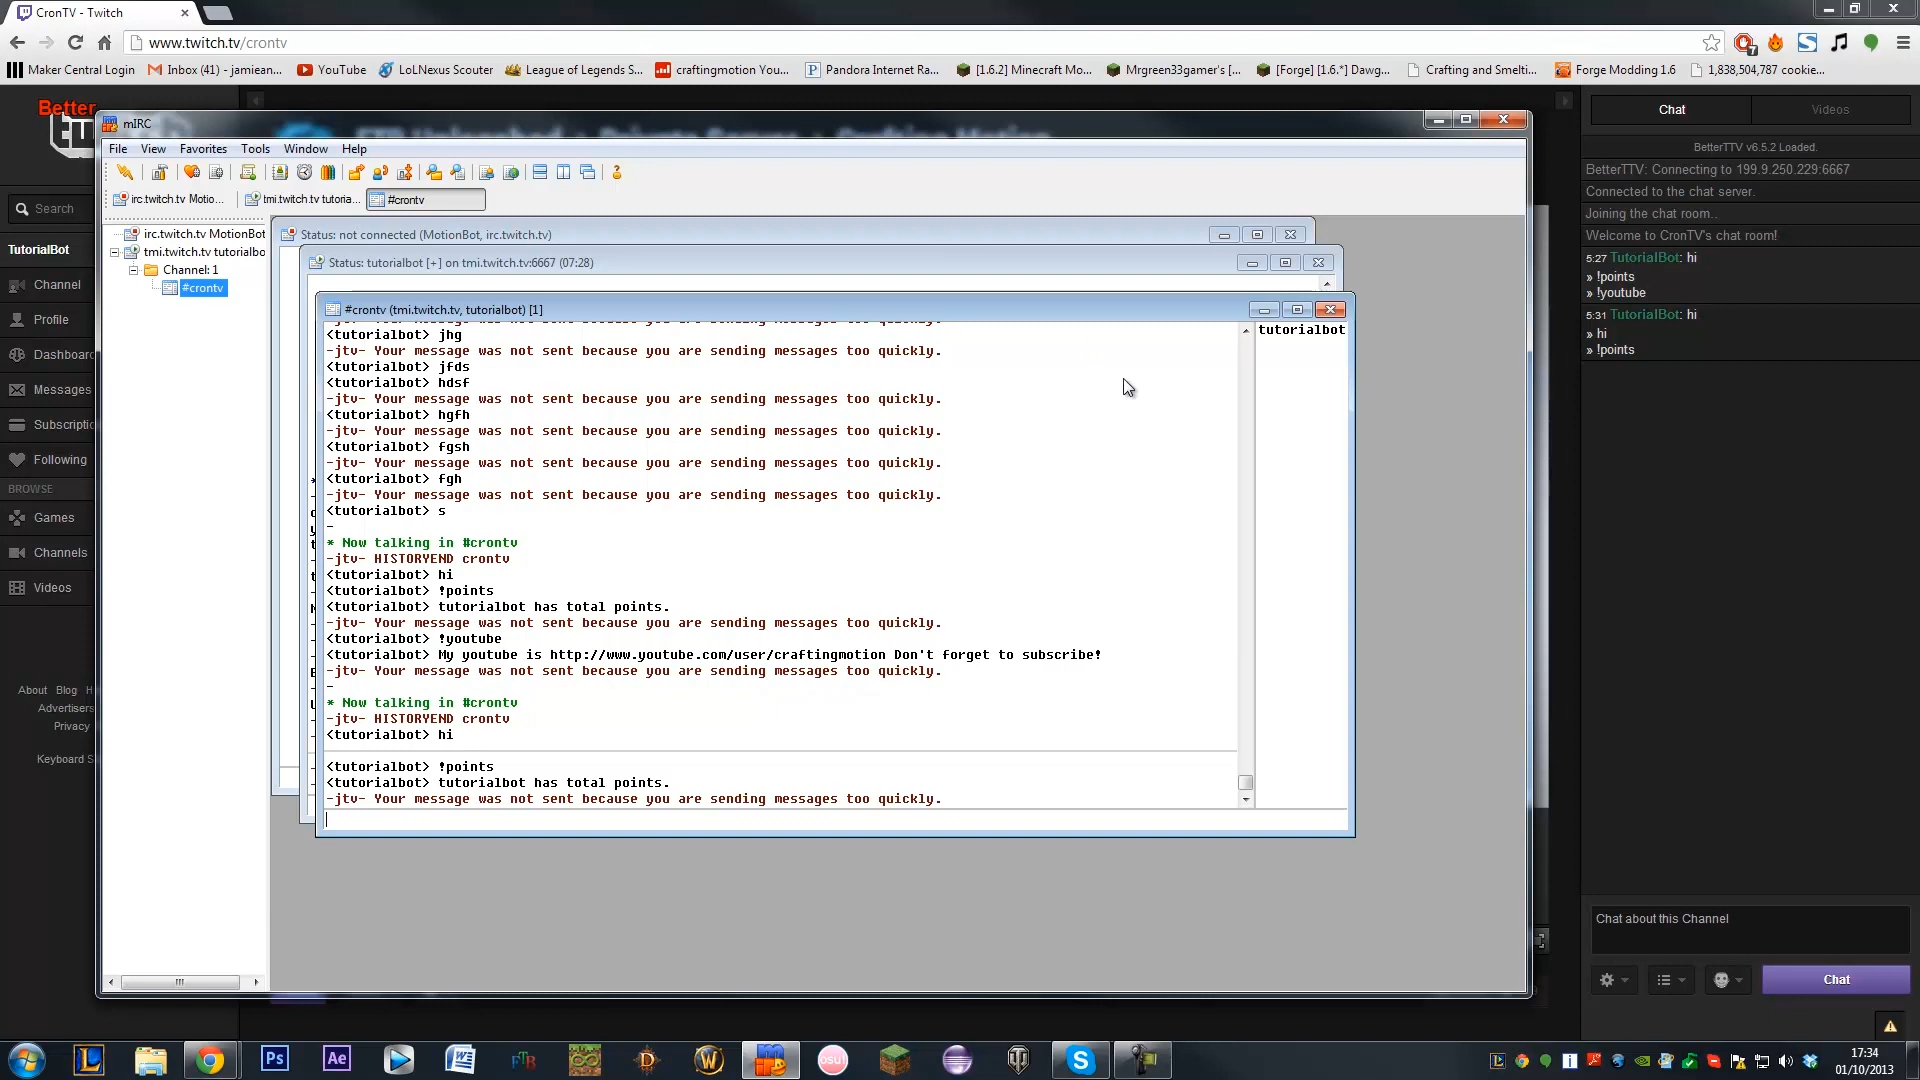 CronTV - Twitch
www.twitch.tv/crontv
Maker Central Login
Inbox (41) - jamiean...
YouTube
LoLNexus Scouter
League of Legends S...
craftingmotion You...
Pandora Internet Ra...
[1.6.2] Minecraft Mo...
Mrgreen33gamer's [...
[Forge] [1.6.*] Dawg...
Crafting and Smelti...
Forge Modding 1.6
1,838,504,787 cookie...
Better
Search
TutorialBot
Channel
Profile
Dashboard
Messages
Subscripti
Following
BROWSE
Games
Channels
Videos
About Blog H
Advertisers
Privacy
Keyboard S
mIRC
File View Favorites Tools Window Help
irc.twitch.tv Motio...
tmi.twitch.tv tutoria...
#crontv
irc.twitch.tv MotionBot
tmi.twitch.tv tutorialbo
Channel: 1
#crontv
Status: not connected (MotionBot, irc.twitch.tv)
Status: tutorialbot [+] on tmi.twitch.tv:6667 (07:28)
#crontv (tmi.twitch.tv, tutorialbot) [1]
tutorialbot
<tutorialbot> jhg
-jtv- Your message was not sent because you are sending messages too quickly.
<tutorialbot> jfds
<tutorialbot> hdsf
-jtv- Your message was not sent because you are sending messages too quickly.
<tutorialbot> hgfh
-jtv- Your message was not sent because you are sending messages too quickly.
<tutorialbot> fgsh
-jtv- Your message was not sent because you are sending messages too quickly.
<tutorialbot> fgh
-jtv- Your message was not sent because you are sending messages too quickly.
<tutorialbot> s
-
* Now talking in #crontv
-jtv- HISTORYEND crontv
<tutorialbot> hi
<tutorialbot> !points
<tutorialbot> tutorialbot has total points.
-jtv- Your message was not sent because you are sending messages too quickly.
<tutorialbot> !youtube
<tutorialbot> My youtube is http://www.youtube.com/user/craftingmotion Don't forget to subscribe!
-jtv- Your message was not sent because you are sending messages too quickly.
-
* Now talking in #crontv
-jtv- HISTORYEND crontv
<tutorialbot> hi
<tutorialbot> !points
<tutorialbot> tutorialbot has total points.
-jtv- Your message was not sent because you are sending messages too quickly.
Chat
Videos
BetterTTV v6.5.2 Loaded.
BetterTTV: Connecting to 199.9.250.229:6667
Connected to the chat server.
Joining the chat room..
Welcome to CronTV's chat room!
5:27 TutorialBot: hi
» !points
» !youtube
5:31 TutorialBot: hi
» hi
» !points
Chat about this Channel
Chat
17:34
01/10/2013